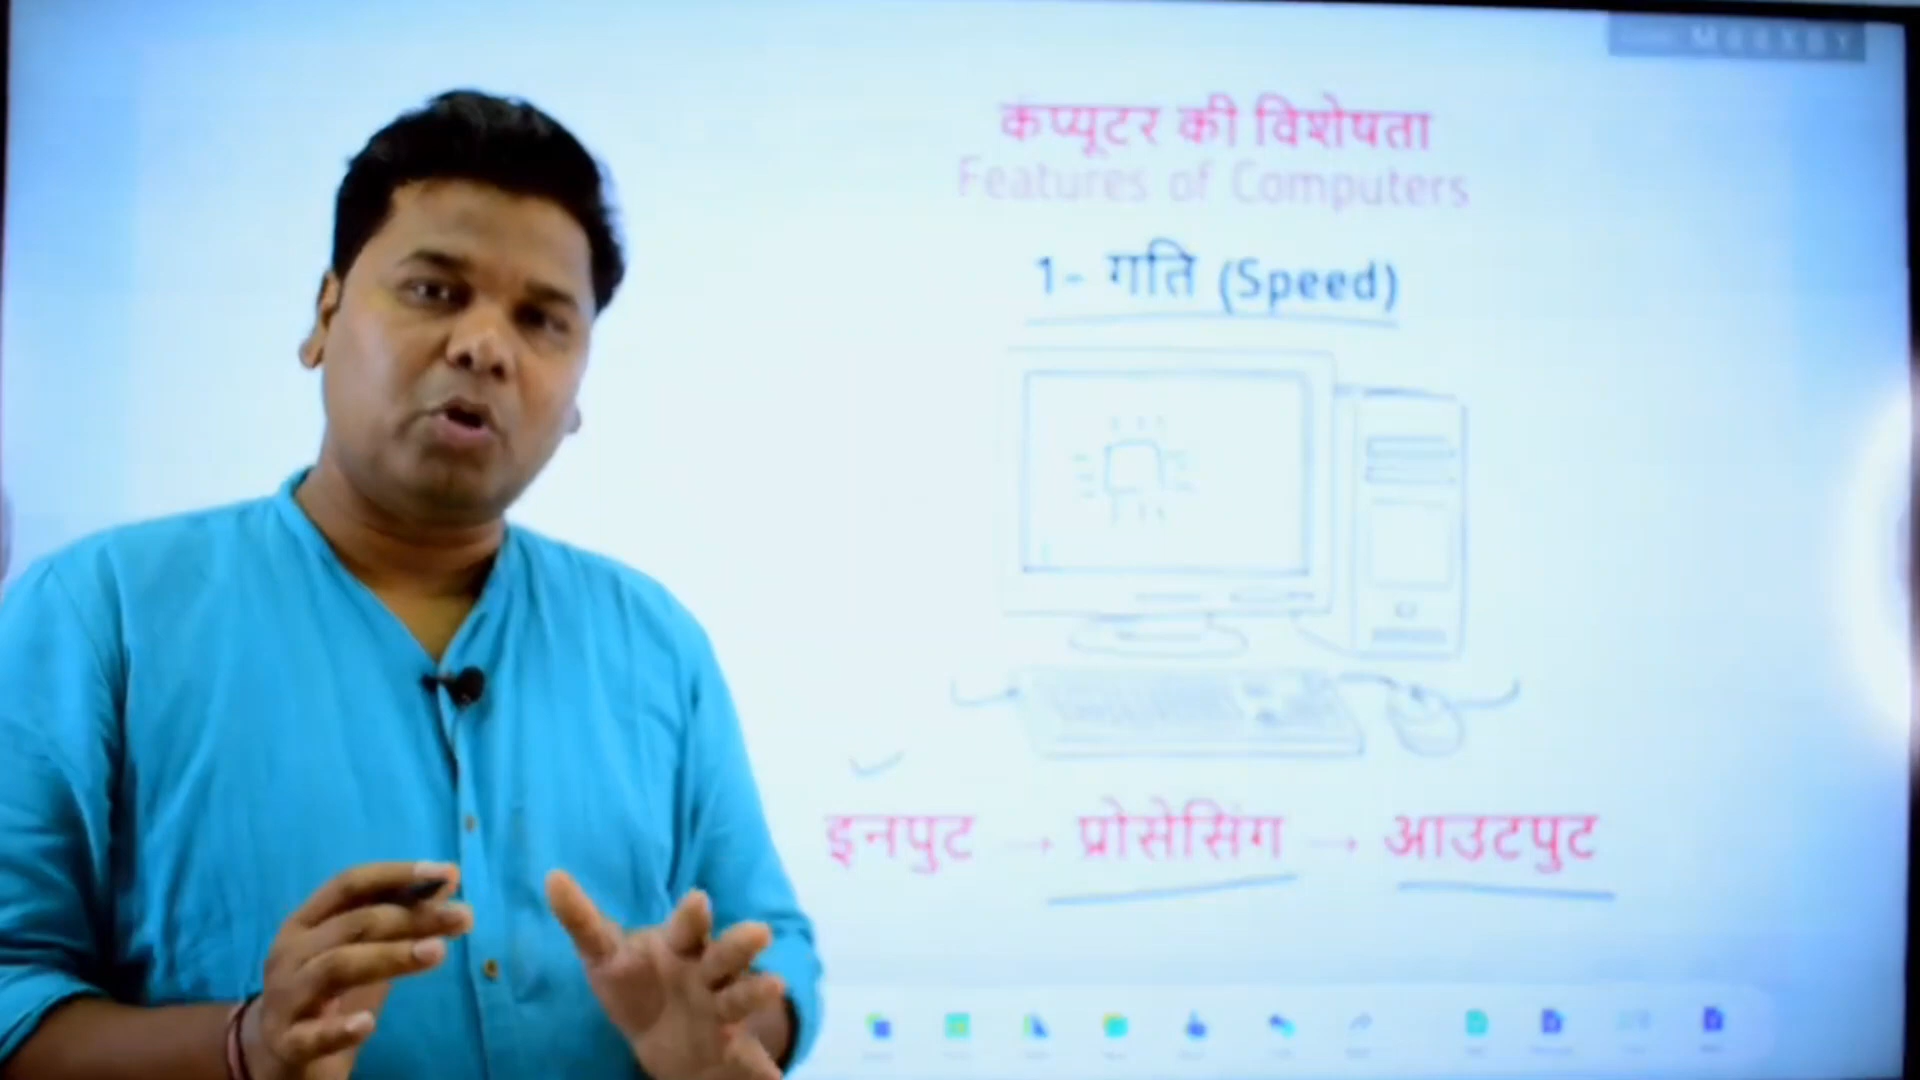 कंप्यूटर की विशेषता
Features of Computers
1- गति (Speed)
इनपुट → प्रोसेसिंग → आउटपुट